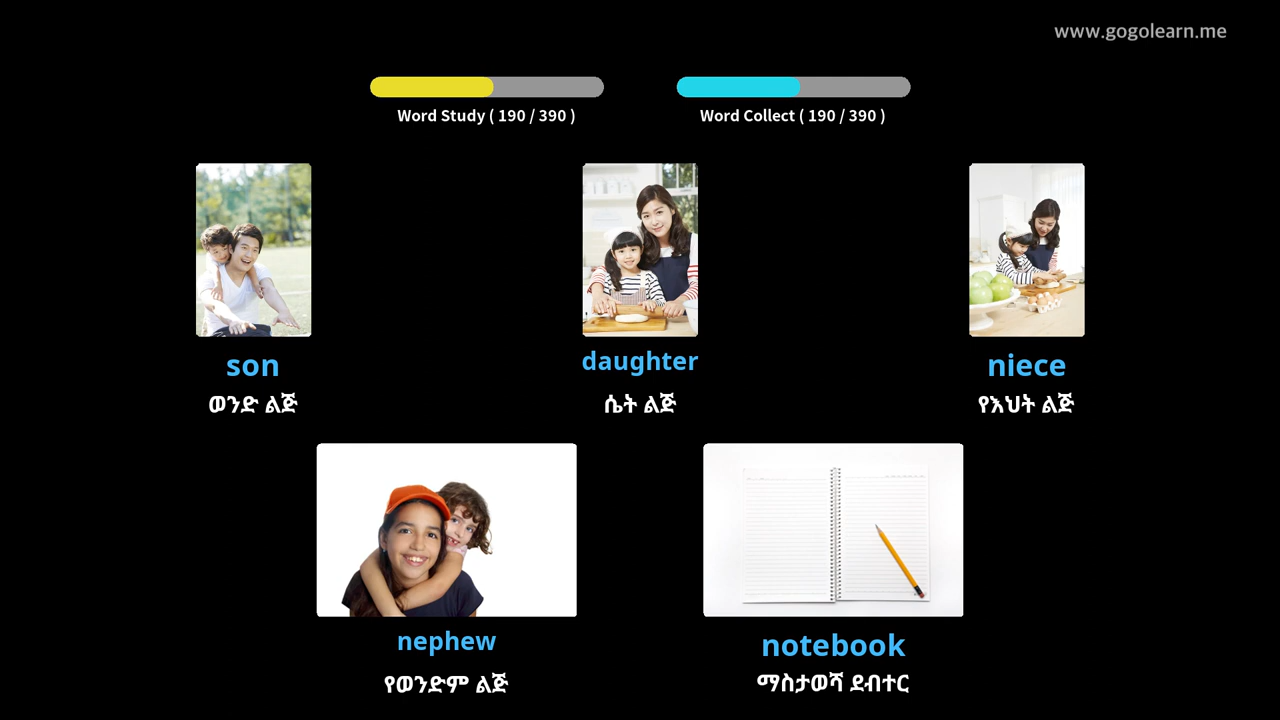 www.gogolearn.me
Word Study ( 190 / 390 )
Word Collect ( 190 / 390 )
son
ወንድ ልጅ
daughter
ሴት ልጅ
niece
የእህት ልጅ
nephew
የወንድም ልጅ
notebook
ማስታወሻ ደብተር